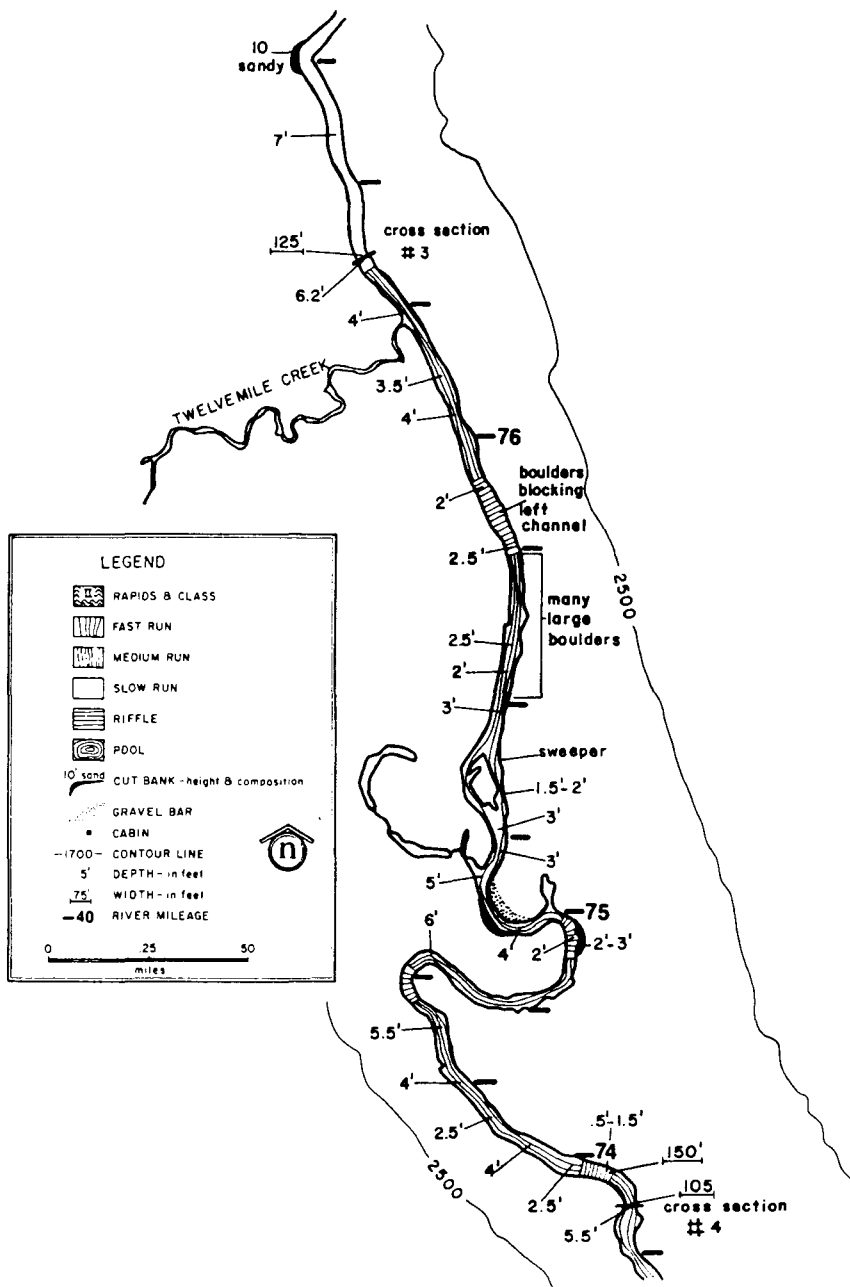 10
sandy
7'
125'
cross section
#3
6.2'
4'
TWELVEMILE CREEK
3.5'
4'
76
2'
boulders
blocking
left
channel
2.5'
2500
many
large
boulders
2.5'
2'
3'
sweeper
1.5'-2'
3'
3'
5'
75
4'
2'
2'-3'
6'
5.5'
4'
2.5'
.5'-1.5'
74
150'
4'
2.5'
105
cross section
#4
5.5'
2500
LEGEND
II RAPIDS & CLASS
FAST RUN
MEDIUM RUN
SLOW RUN
RIFFLE
POOL
10' sand CUT BANK - height & composition
GRAVEL BAR
CABIN
-1700- CONTOUR LINE
5' DEPTH - in feet
75' WIDTH - in feet
-40 RIVER MILEAGE
n
0 .25 50
miles